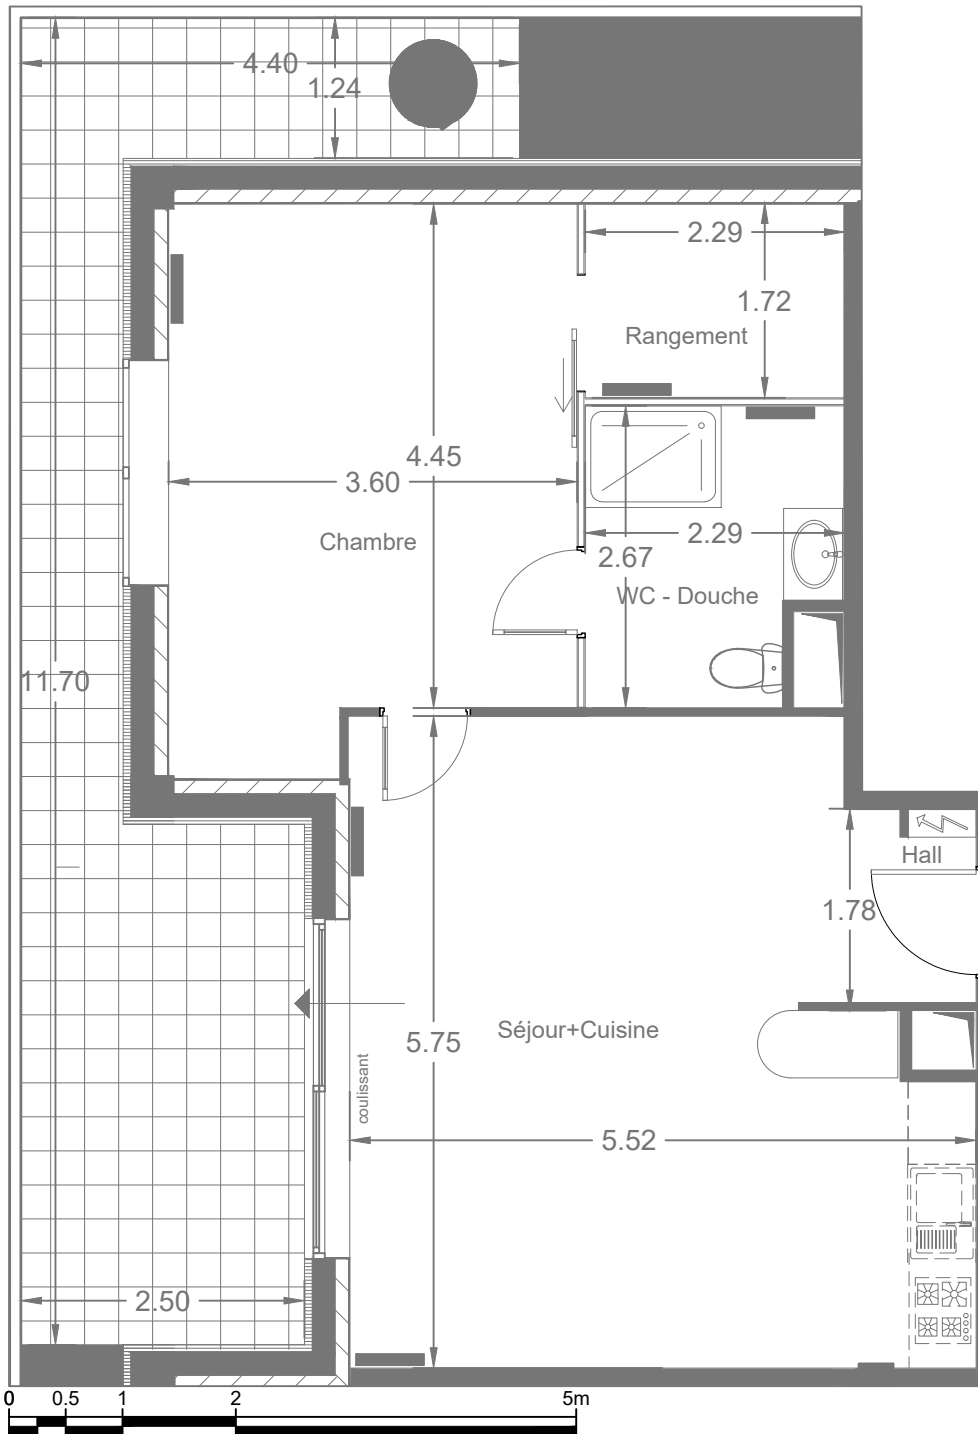 4.40
1.24
2.29
1.72
Rangement
4.45
3.60
Chambre
2.29
2.67
WC - Douche
11.70
Hall
1.78
Séjour+Cuisine
5.75
coulissant
5.52
2.50
0 0.5 1 2 5m